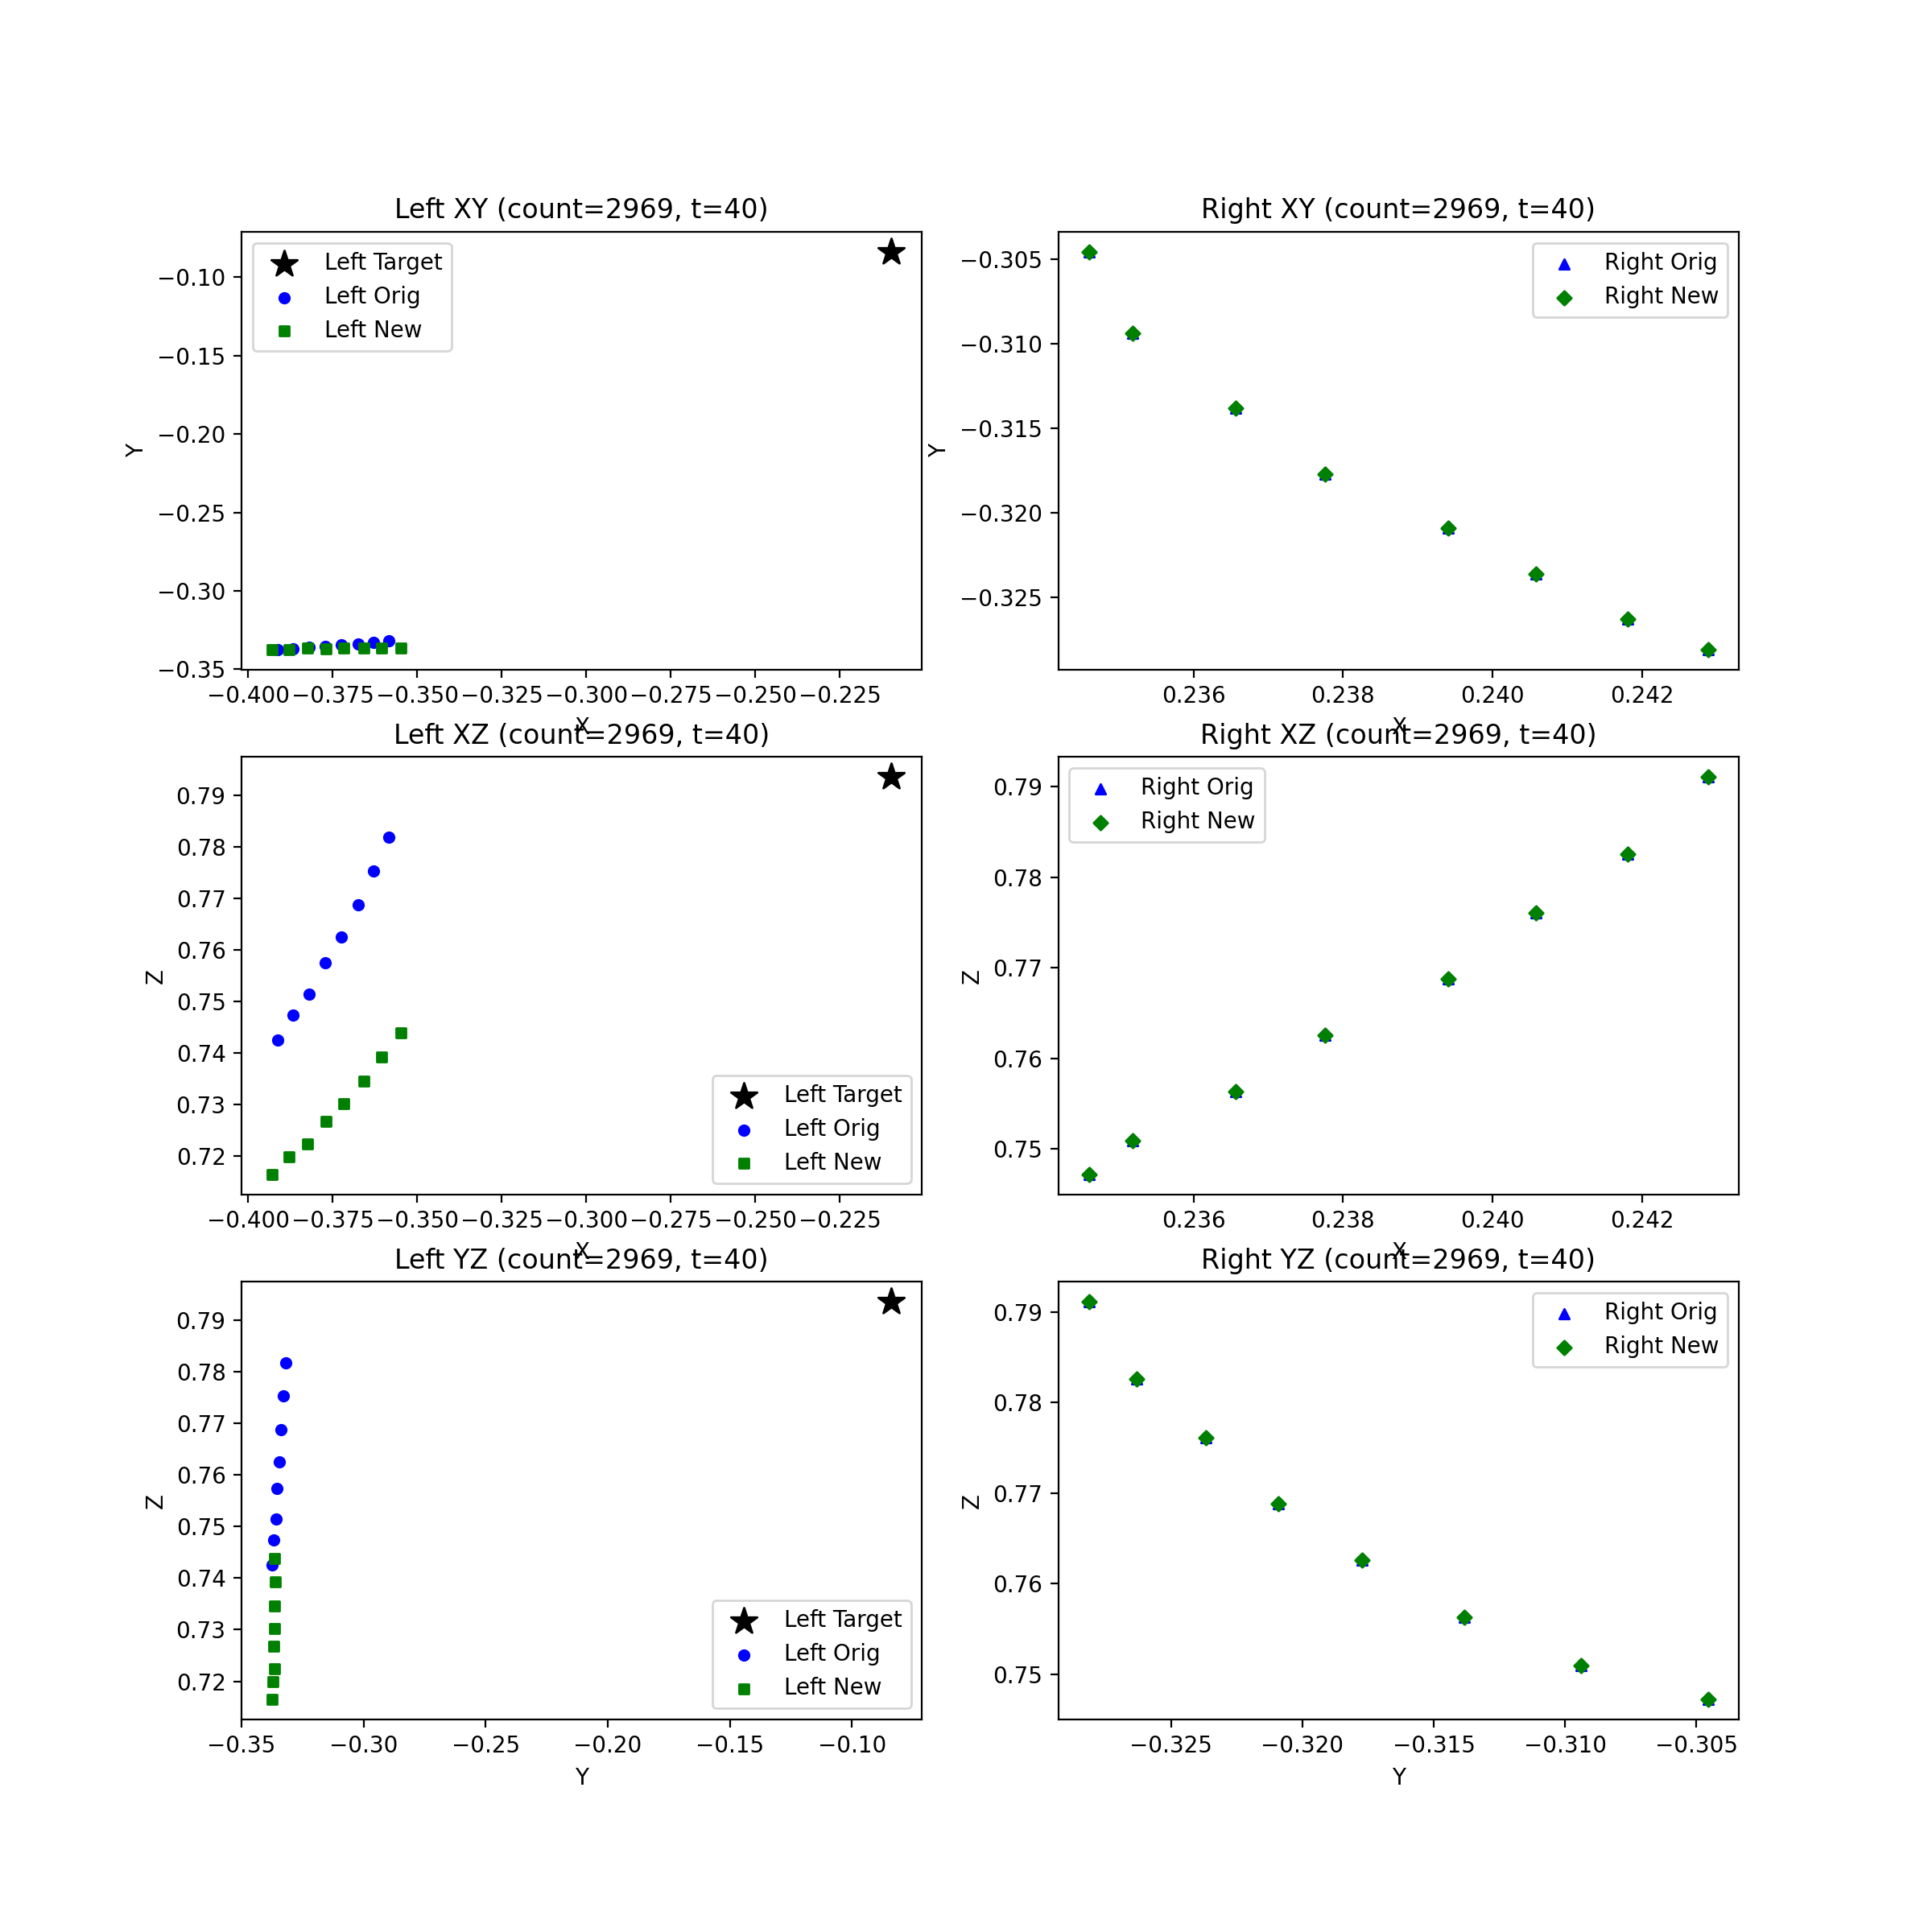 Left XY (count=2969, t=40)
Left Target
Left Orig
Left New
−0.10
−0.15
−0.20
−0.25
−0.30
−0.35
Y
−0.400 −0.375 −0.350 −0.325 −0.300 −0.275 −0.250 −0.225
X
Right XY (count=2969, t=40)
Right Orig
Right New
−0.305
−0.310
−0.315
−0.320
−0.325
Y
0.236 0.238 0.240 0.242
X
Left XZ (count=2969, t=40)
0.79
0.78
0.77
0.76
0.75
0.74
0.73
0.72
Z
Left Target
Left Orig
Left New
−0.400 −0.375 −0.350 −0.325 −0.300 −0.275 −0.250 −0.225
X
Right XZ (count=2969, t=40)
Right Orig
Right New
0.79
0.78
0.77
0.76
0.75
Z
0.236 0.238 0.240 0.242
X
Left YZ (count=2969, t=40)
0.79
0.78
0.77
0.76
0.75
0.74
0.73
0.72
Z
Left Target
Left Orig
Left New
−0.35 −0.30 −0.25 −0.20 −0.15 −0.10
Y
Right YZ (count=2969, t=40)
Right Orig
Right New
0.79
0.78
0.77
0.76
0.75
Z
−0.325 −0.320 −0.315 −0.310 −0.305
Y